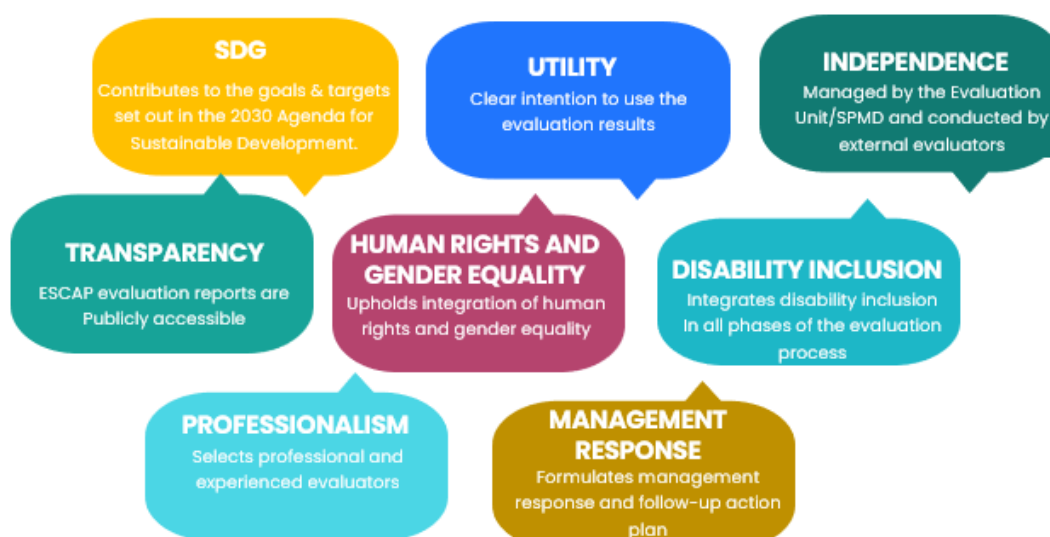 SDG
Contributes to the goals & targets
set out in the 2030 Agenda for
Sustainable Development.
UTILITY
Clear intention to use the
evaluation results
INDEPENDENCE
Managed by the Evaluation
Unit/SPMD and conducted by
external evaluators
TRANSPARENCY
ESCAP evaluation reports are
Publicly accessible
HUMAN RIGHTS AND
GENDER EQUALITY
Upholds integration of human
rights and gender equality
DISABILITY INCLUSION
Integrates disability inclusion
In all phases of the evaluation
process
PROFESSIONALISM
Selects professional and
experienced evaluators
MANAGEMENT
RESPONSE
Formulates management
response and follow-up action
plan